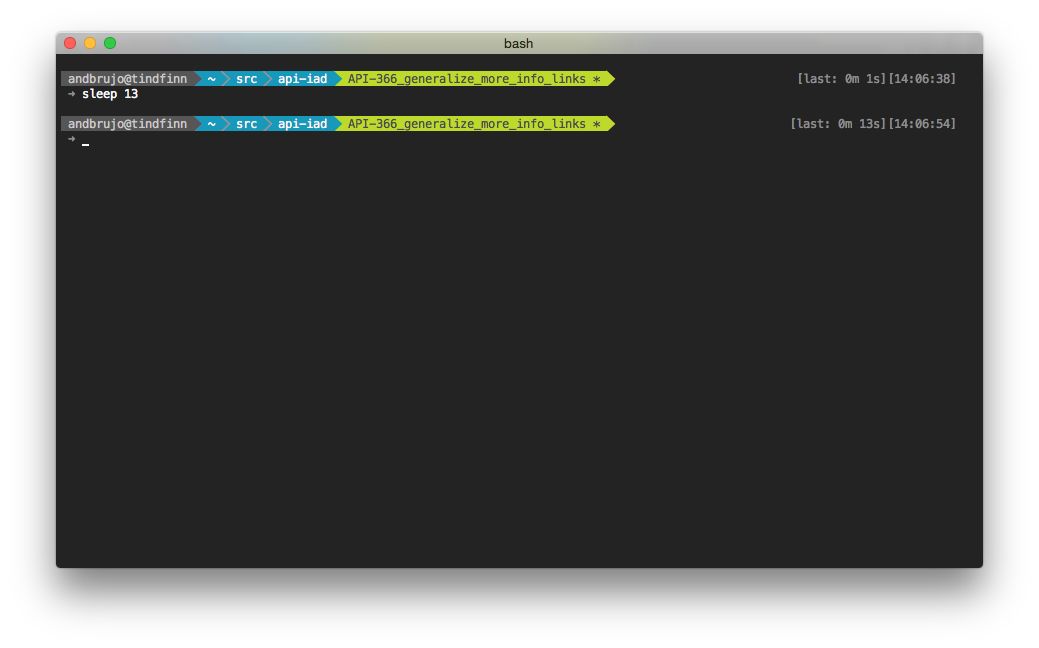 bash
andbrujo@tindfinn ~ src api-iad API-366_generalize_more_info_links * [last: 0m 1s][14:06:38]
→ sleep 13
andbrujo@tindfinn ~ src api-iad API-366_generalize_more_info_links * [last: 0m 13s][14:06:54]
→ _